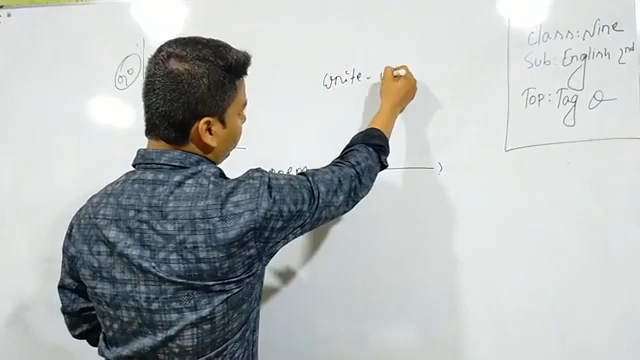 write -
?
Class: Nine
Sub: English 2nd
Top: Tag Q